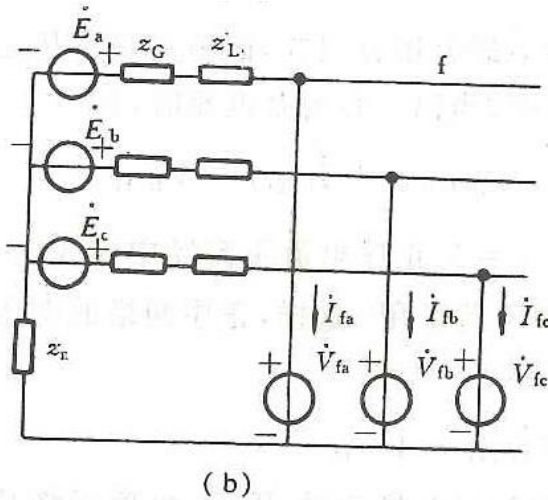 Ė_a z_G z_L f
Ė_b
Ė_c
İ_fa İ_fb İ_fc
z_n V̇_fa V̇_fb V̇_fc
(b)